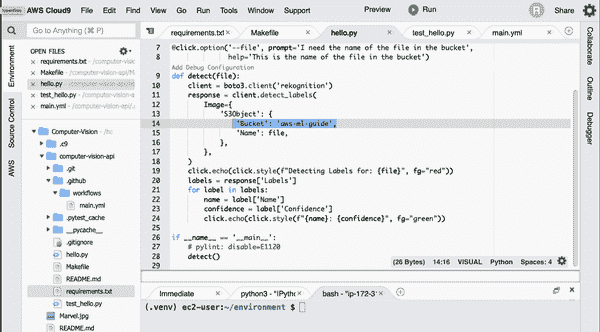 AWS Cloud9 File Edit Find View Go Run Tools Window Support Preview Run Share
Go to Anything (⌘ P)
requirements.txt Makefile hello.py test_hello.py main.yml
OPEN FILES
requirements.txt - /computer-vision
Makefile - /computer-vision-api/
hello.py - /computer-vision-api/
test_hello.py - /computer-vision
main.yml - /computer-vision-api/
Computer-Vision - /h
.c9
computer-vision-api
.git
.github
workflows
main.yml
.pytest_cache
__pycache__
.gitignore
hello.py
Makefile
README.md
requirements.txt
test_hello.py
Marvel.jpg
README.md
Environment
Source Control
AWS
@click.option('--file', prompt='I need the name of the file in the bucket',
help='This is the name of the file in bucket')
Add Debug Configuration
9 def detect(file):
10 client = boto3.client('rekognition')
11 response = client.detect_labels(
12 Image={
13 'S3Object': {
14 'Bucket': 'aws-ml-guide',
15 'Name': file,
16 },
17 },
18 )
19 click.echo(click.style(f"Detecting Labels for: {file}", fg="red"))
20 labels = response['Labels']
21 for label in labels:
22 name = label['Name']
23 confidence = label['Confidence']
24 click.echo(click.style(f"{name}: {confidence}", fg="green"))
25
26 if __name__ == '__main__':
27 # pylint: disable=E1120
28 detect()
(26 Bytes) 14:16 VISUAL Python Spaces: 4
Collaborate
Outline
Debugger
Immediate python3 - "IPytho bash - "ip-172-3
(.venv) ec2-user:~/environment $